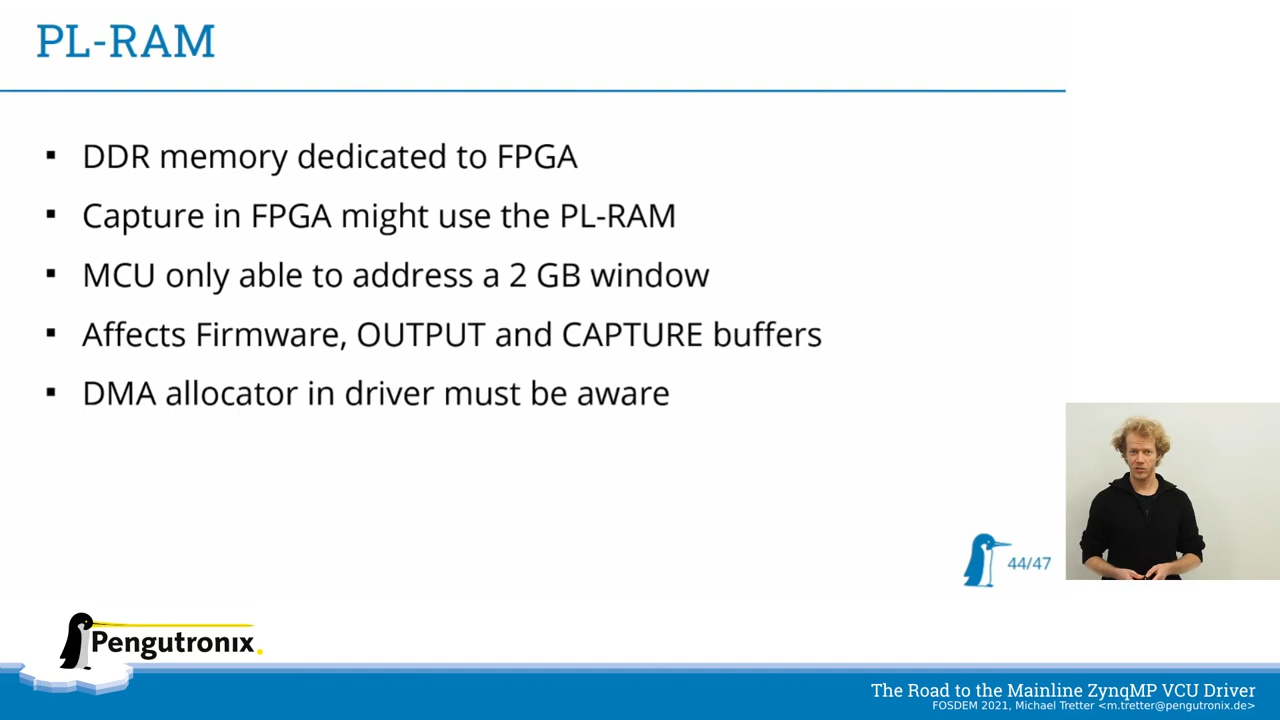 PL-RAM
▪ DDR memory dedicated to FPGA
▪ Capture in FPGA might use the PL-RAM
▪ MCU only able to address a 2 GB window
▪ Affects Firmware, OUTPUT and CAPTURE buffers
▪ DMA allocator in driver must be aware
44/47
Pengutronix.
The Road to the Mainline ZynqMP VCU Driver
FOSDEM 2021, Michael Tretter <m.tretter@pengutronix.de>